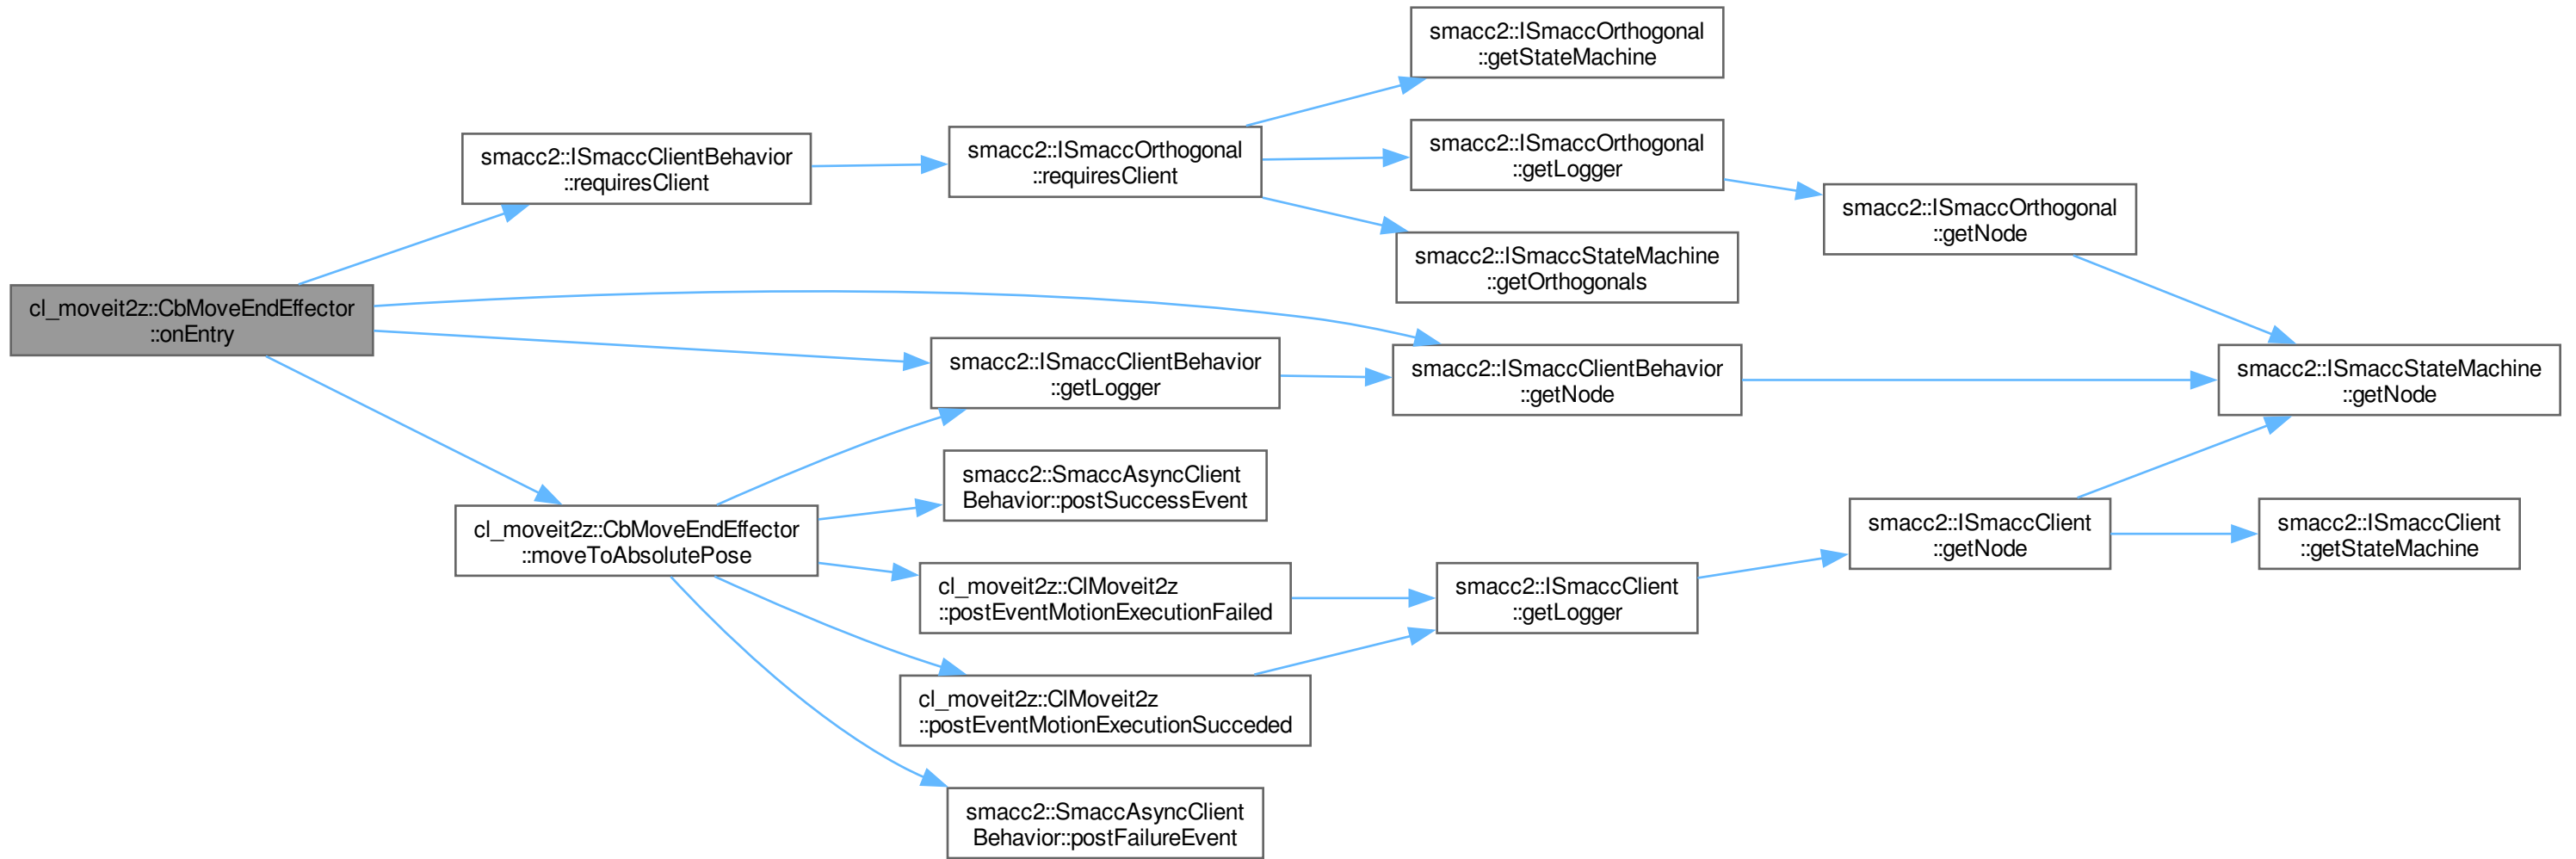 smacc2::ISmaccOrthogonal
::getStateMachine
smacc2::ISmaccClientBehavior
::requiresClient
smacc2::ISmaccOrthogonal
::requiresClient
smacc2::ISmaccOrthogonal
::getLogger
smacc2::ISmaccOrthogonal
::getNode
smacc2::ISmaccStateMachine
::getOrthogonals
cl_moveit2z::CbMoveEndEffector
::onEntry
smacc2::ISmaccClientBehavior
::getLogger
smacc2::ISmaccClientBehavior
::getNode
smacc2::ISmaccStateMachine
::getNode
smacc2::SmaccAsyncClient
Behavior::postSuccessEvent
cl_moveit2z::CbMoveEndEffector
::moveToAbsolutePose
smacc2::ISmaccClient
::getNode
smacc2::ISmaccClient
::getStateMachine
cl_moveit2z::ClMoveit2z
::postEventMotionExecutionFailed
smacc2::ISmaccClient
::getLogger
cl_moveit2z::ClMoveit2z
::postEventMotionExecutionSucceded
smacc2::SmaccAsyncClient
Behavior::postFailureEvent